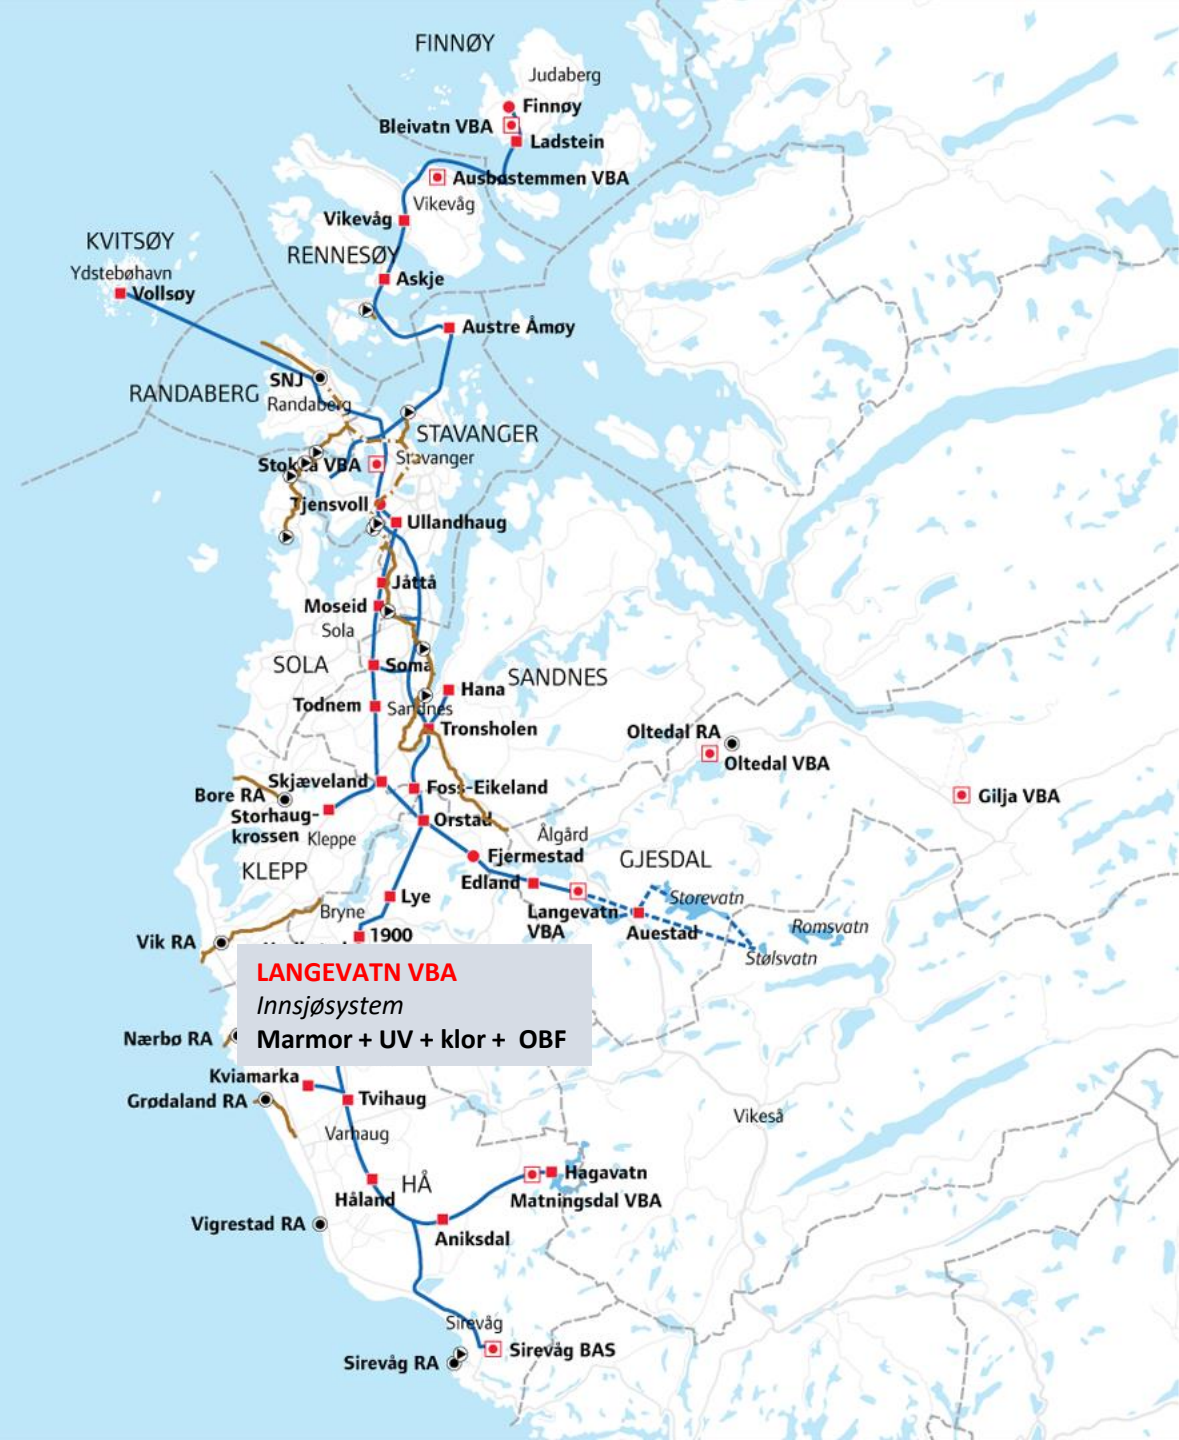 FINNØY
Judaberg
Finnøy
Bleivatn VBA
Ladstein
Ausbøstemmen VBA
Vikevåg
Vikevåg
KVITSØY
RENNESØY
Ydstebøhavn
Askje
Vollsøy
Austre Åmøy
SNJ
RANDABERG
Randaberg
STAVANGER
Stavanger
Stokka VBA
Tjensvoll
Ullandhaug
Jåttå
Moseid
Sola
SOLA
Soma
SANDNES
Hana
Todnem
Sandnes
Tronsholen
Oltedal RA
Oltedal VBA
Skjæveland
Foss-Eikeland
Bore RA
Gilja VBA
Storhaug-
krossen
Kleppe
Orstad
Ålgård
Fjermestad
GJESDAL
KLEPP
Edland
Lye
Storevatn
Bryne
Langevatn
VBA
Auestad
Romsvatn
1900
Vik RA
Stølsvatn
LANGEVATN VBA
Innsjøsystem
Marmor + UV + klor + OBF
Nærbø RA
Kviamarka
Grødaland RA
Tvihaug
Vikeså
Varhaug
Hagavatn
HÅ
Håland
Matningsdal VBA
Vigrestad RA
Aniksdal
Sirevåg
Sirevåg BAS
Sirevåg RA